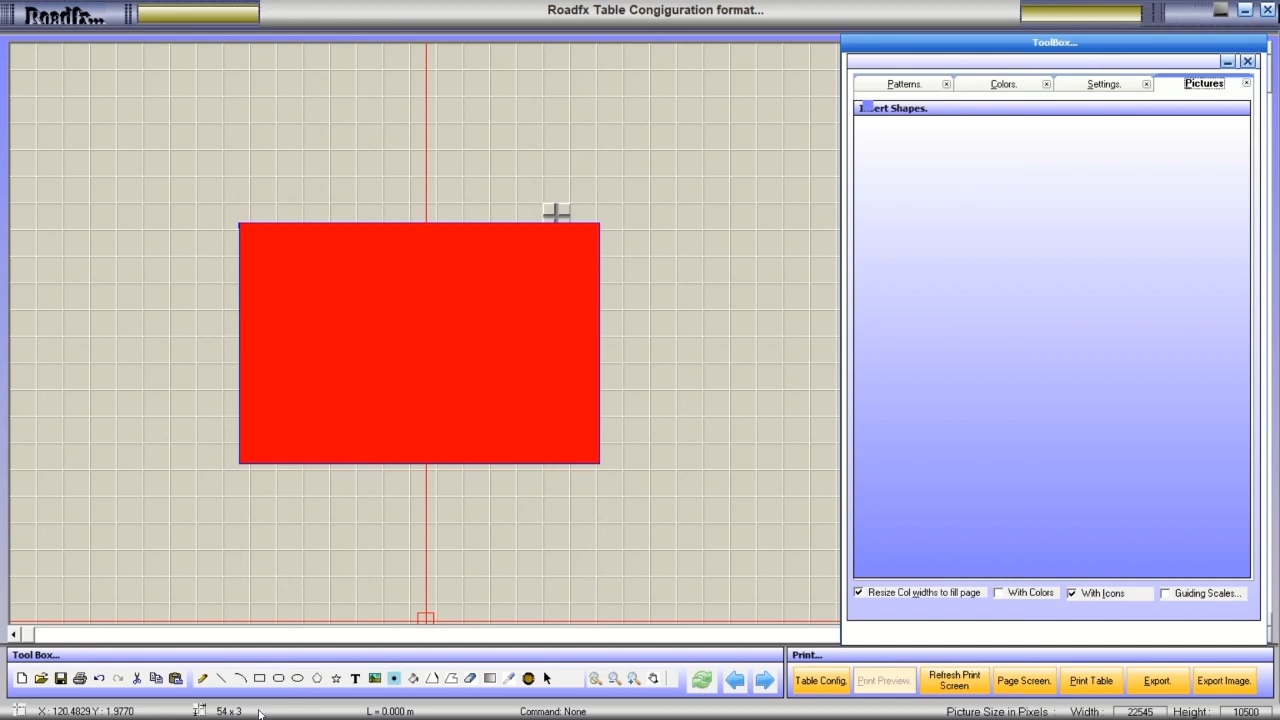 Roadfx...
Roadfx Table Congiguration format...
ToolBox...
Patterns.
Colors.
Settings.
Pictures
ert Shapes.
Resize Col widths to fill page
With Colors
With Icons
Guiding Scales...
Tool Box...
Print...
T
Table Config.
Print Preview.
Refresh Print
Screen
Page Screen.
Print Table
Export.
Export Image.
X : 120.4829 Y : 1.9770
54 x 3
L = 0.000 m
Command: None
Picture Size in Pixels : Width : 22545 Height : 10500